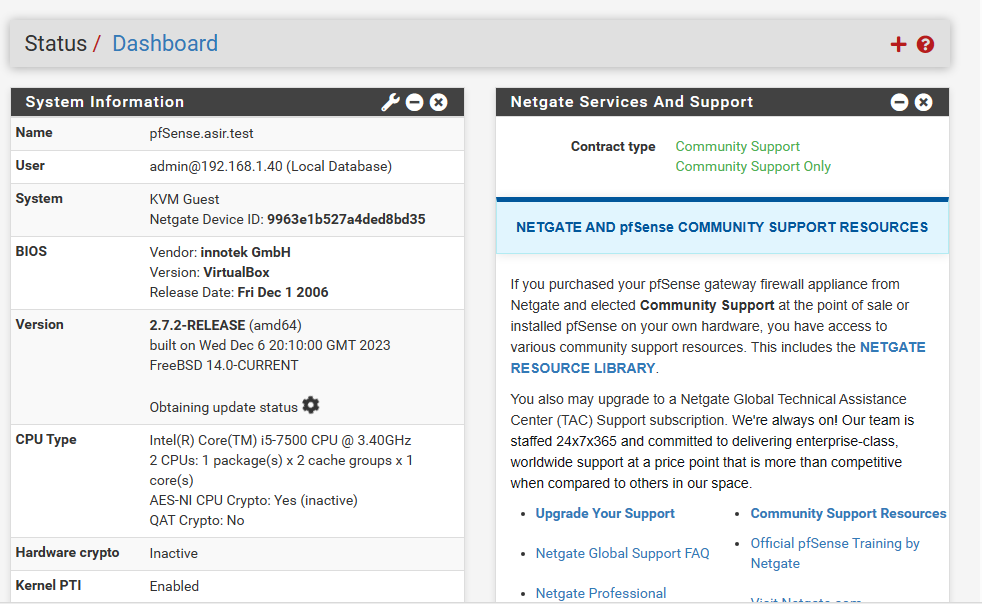 Status / Dashboard
System Information
Name pfSense.asir.test
User admin@192.168.1.40 (Local Database)
System KVM Guest
Netgate Device ID: 9963e1b527a4ded8bd35
BIOS Vendor: innotek GmbH
Version: VirtualBox
Release Date: Fri Dec 1 2006
Version 2.7.2-RELEASE (amd64)
built on Wed Dec 6 20:10:00 GMT 2023
FreeBSD 14.0-CURRENT
Obtaining update status
CPU Type Intel(R) Core(TM) i5-7500 CPU @ 3.40GHz
2 CPUs: 1 package(s) x 2 cache groups x 1
core(s)
AES-NI CPU Crypto: Yes (inactive)
QAT Crypto: No
Hardware crypto Inactive
Kernel PTI Enabled
Netgate Services And Support
Contract type Community Support
Community Support Only
NETGATE AND pfSense COMMUNITY SUPPORT RESOURCES
If you purchased your pfSense gateway firewall appliance from
Netgate and elected Community Support at the point of sale or
installed pfSense on your own hardware, you have access to
various community support resources. This includes the NETGATE
RESOURCE LIBRARY.
You also may upgrade to a Netgate Global Technical Assistance
Center (TAC) Support subscription. We're always on! Our team is
staffed 24x7x365 and committed to delivering enterprise-class,
worldwide support at a price point that is more than competitive
when compared to others in our space.
Upgrade Your Support
Netgate Global Support FAQ
Netgate Professional
Community Support Resources
Official pfSense Training by
Netgate
Visit Netgate.com